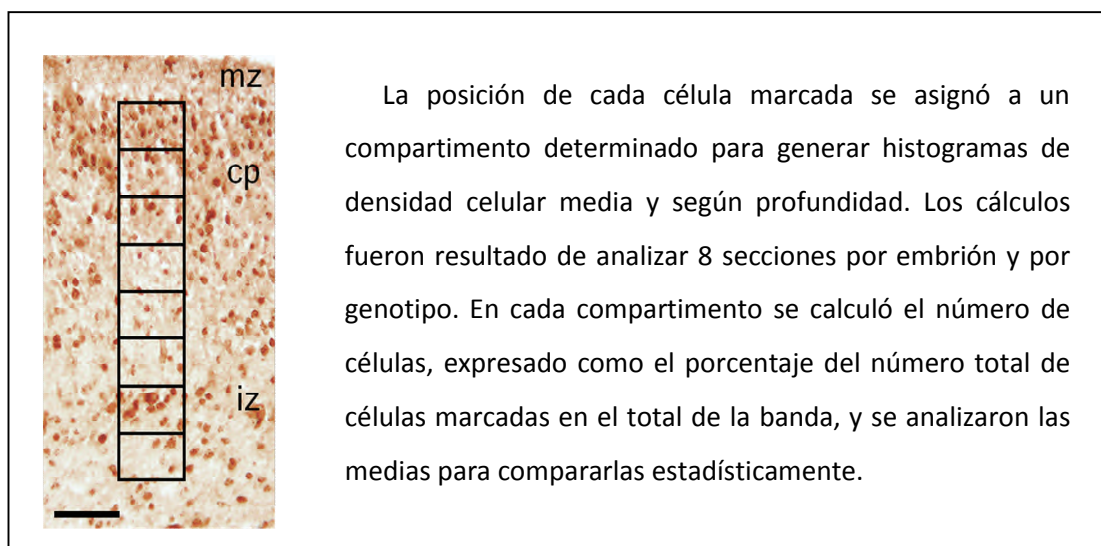 mz
cp
iz
La posición de cada célula marcada se asignó a un
compartimento determinado para generar histogramas de
densidad celular media y según profundidad. Los cálculos
fueron resultado de analizar 8 secciones por embrión y por
genotipo. En cada compartimento se calculó el número de
células, expresado como el porcentaje del número total de
células marcadas en el total de la banda, y se analizaron las
medias para compararlas estadísticamente.